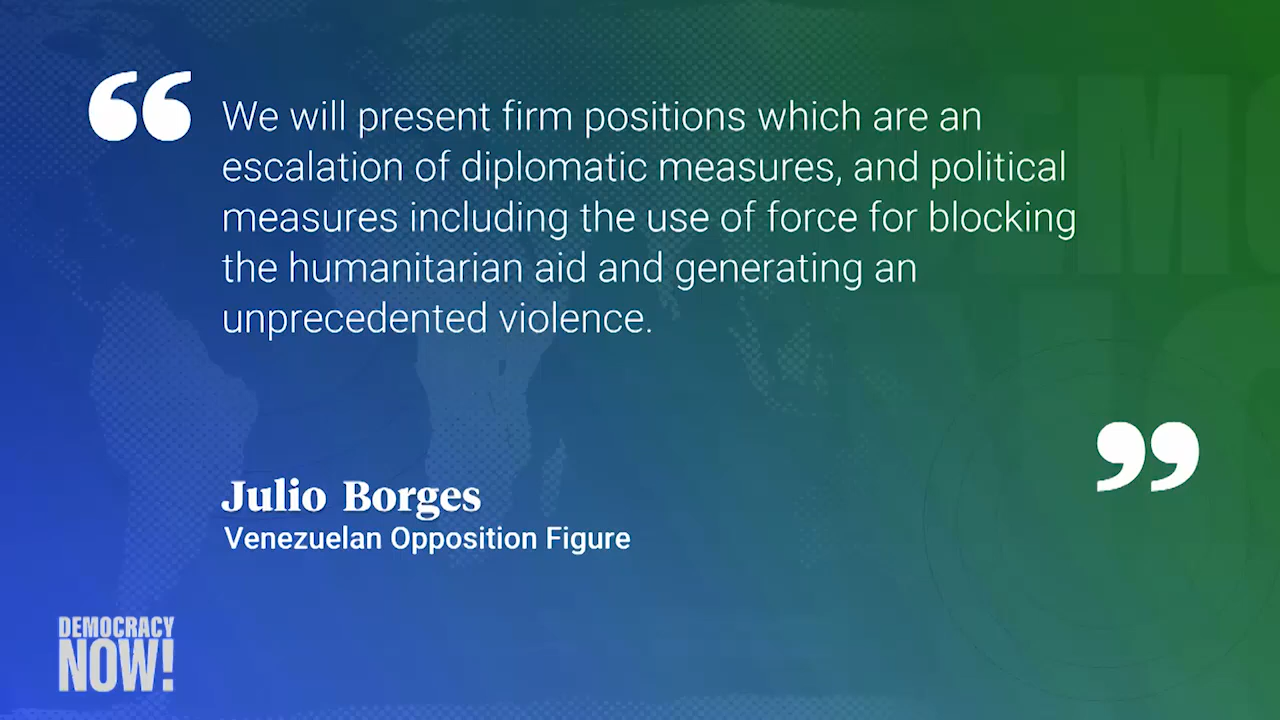 “ We will present firm positions which are an
escalation of diplomatic measures, and political
measures including the use of force for blocking
the humanitarian aid and generating an
unprecedented violence.
”
Julio Borges
Venezuelan Opposition Figure
DEMOCRACY
NOW!